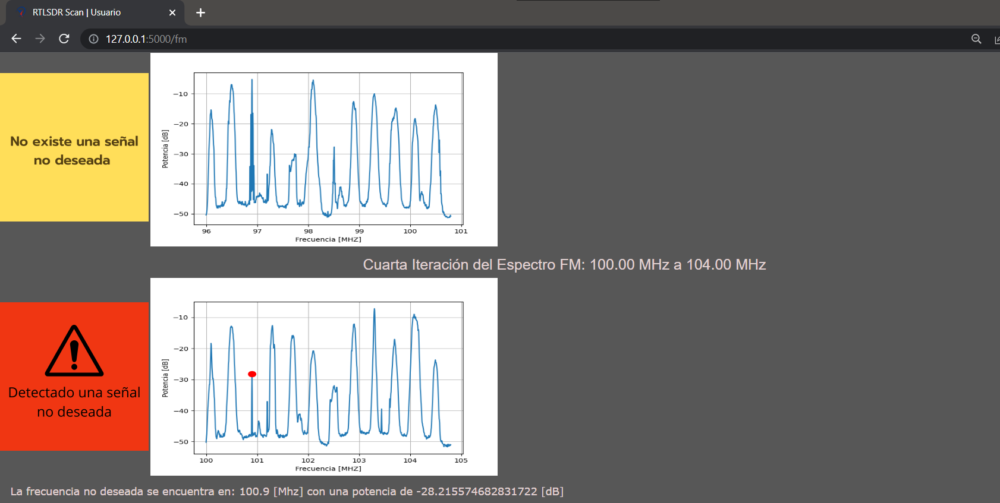 RTLSDR Scan | Usuario
127.0.0.1:5000/fm
No existe una señal
no deseada
−10
−20
−30
−40
−50
Potencia [dB]
96 97 98 99 100 101
Frecuencia [MHZ]
Cuarta Iteración del Espectro FM: 100.00 MHz a 104.00 MHz
Detectado una señal
no deseada
−10
−20
−30
−40
−50
Potencia [dB]
100 101 102 103 104 105
Frecuencia [MHZ]
La frecuencia no deseada se encuentra en: 100.9 [Mhz] con una potencia de -28.215574682831722 [dB]